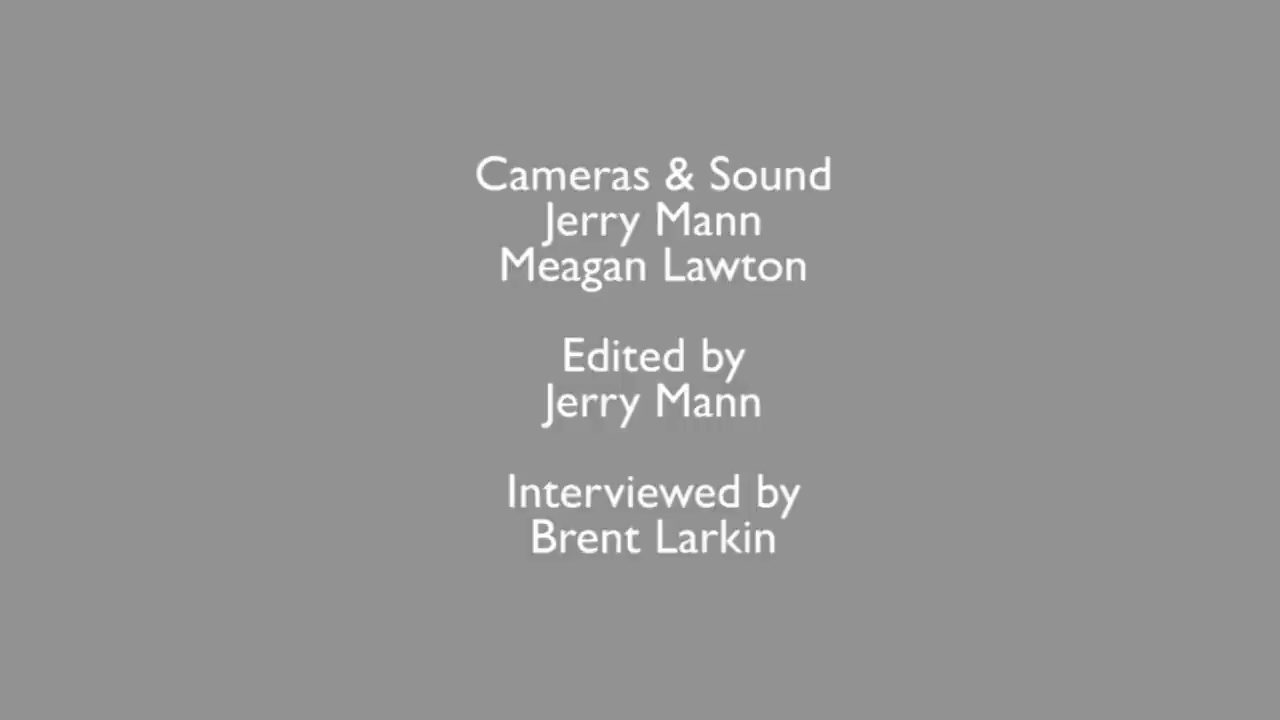 Cameras & Sound
Jerry Mann
Meagan Lawton
Edited by
Jerry Mann
Interviewed by
Brent Larkin